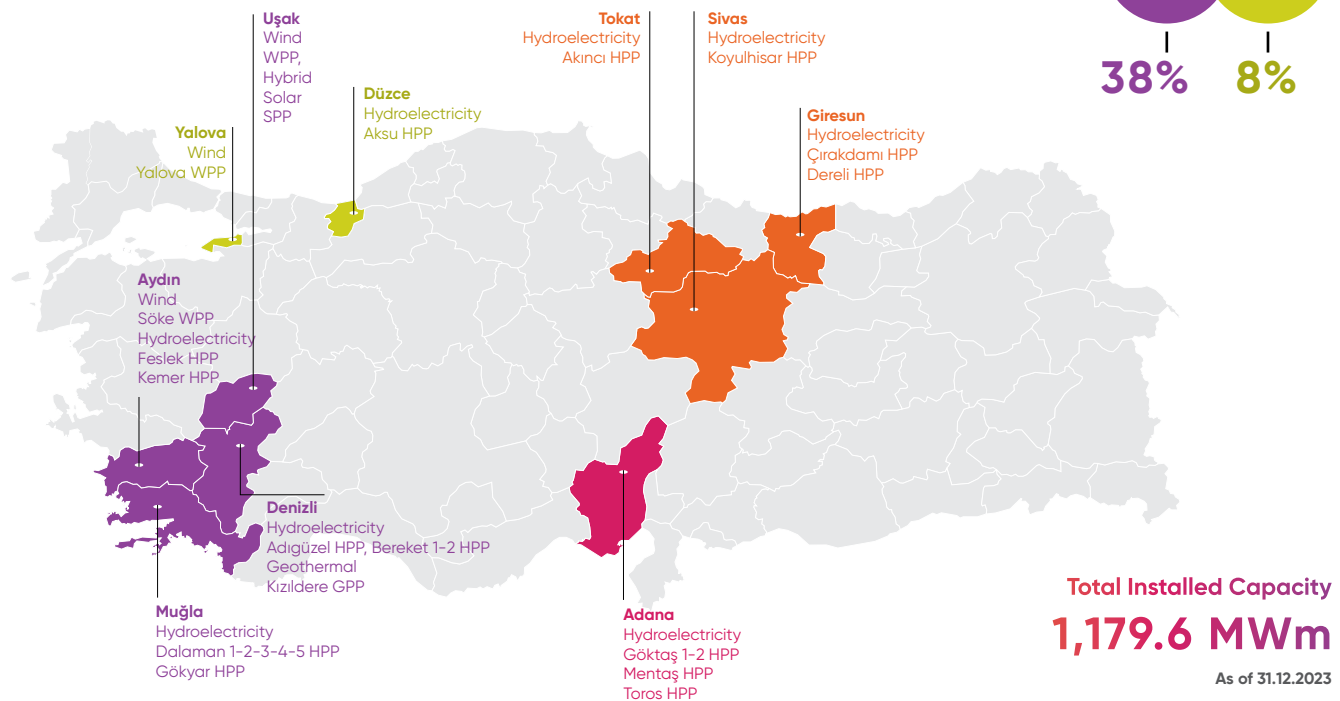 Uşak
Wind
WPP,
Hybrid
Solar
SPP
Tokat
Hydroelectricity
Akıncı HPP
Sivas
Hydroelectricity
Koyulhisar HPP
38%
8%
Düzce
Hydroelectricity
Aksu HPP
Giresun
Hydroelectricity
Çırakdamı HPP
Dereli HPP
Yalova
Wind
Yalova WPP
Aydın
Wind
Söke WPP
Hydroelectricity
Feslek HPP
Kemer HPP
Denizli
Hydroelectricity
Adıgüzel HPP, Bereket 1-2 HPP
Geothermal
Kızıldere GPP
Muğla
Hydroelectricity
Dalaman 1-2-3-4-5 HPP
Gökyar HPP
Adana
Hydroelectricity
Göktaş 1-2 HPP
Mentaş HPP
Toros HPP
Total Installed Capacity
1,179.6 MWm
As of 31.12.2023